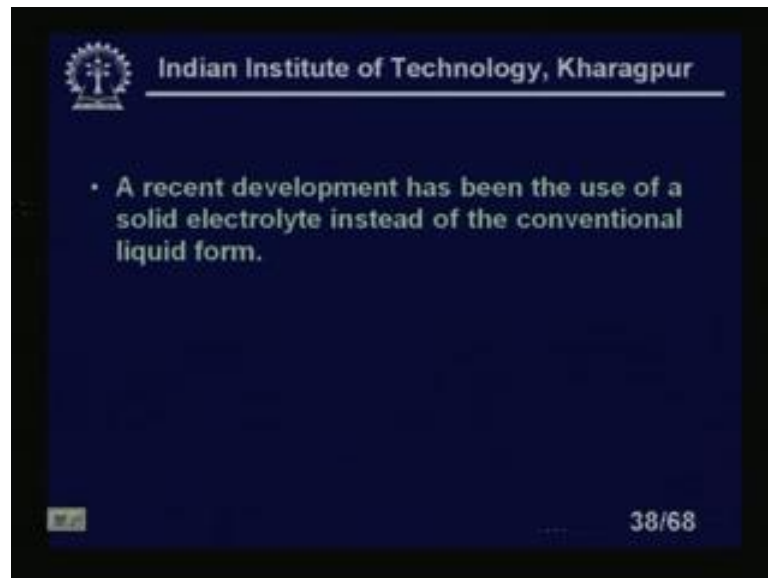 Indian Institute of Technology, Kharagpur
• A recent development has been the use of a
solid electrolyte instead of the conventional
liquid form.
38/68